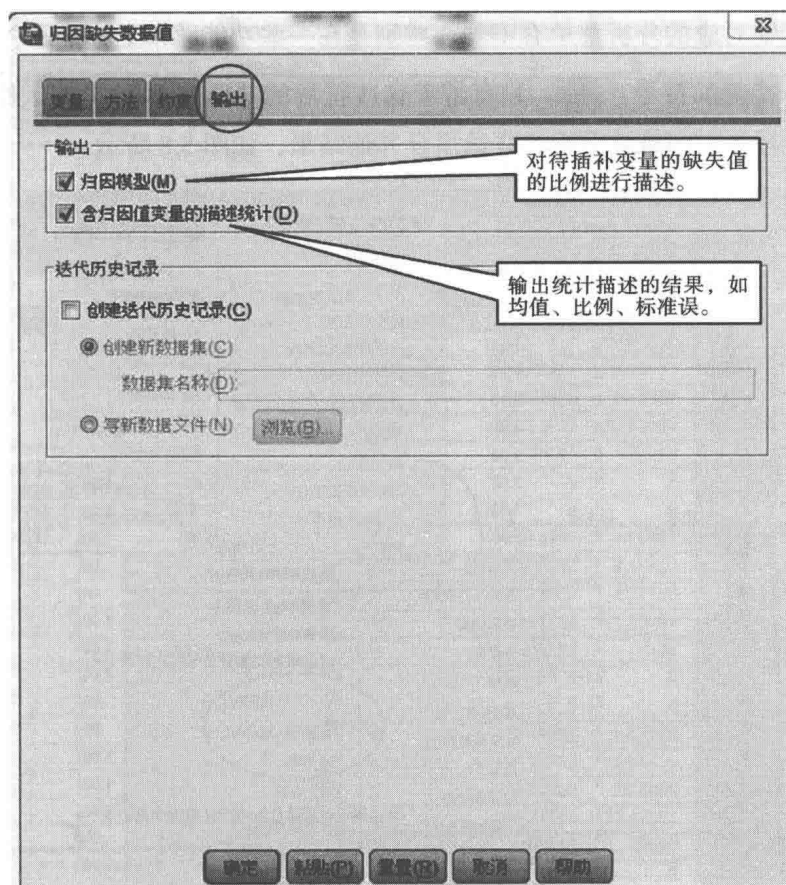 归因缺失数据值
变量 方法 约束 输出
输出
归因模型(M)
含归因值变量的描述统计(D)
对待插补变量的缺失值
的比例进行描述。
输出统计描述的结果，如
均值、比例、标准误。
迭代历史记录
创建迭代历史记录(C)
创建新数据集(C)
数据集名称(D):
写新数据文件(N) 浏览(B)...
确定 粘贴(P) 重置(R) 取消 帮助